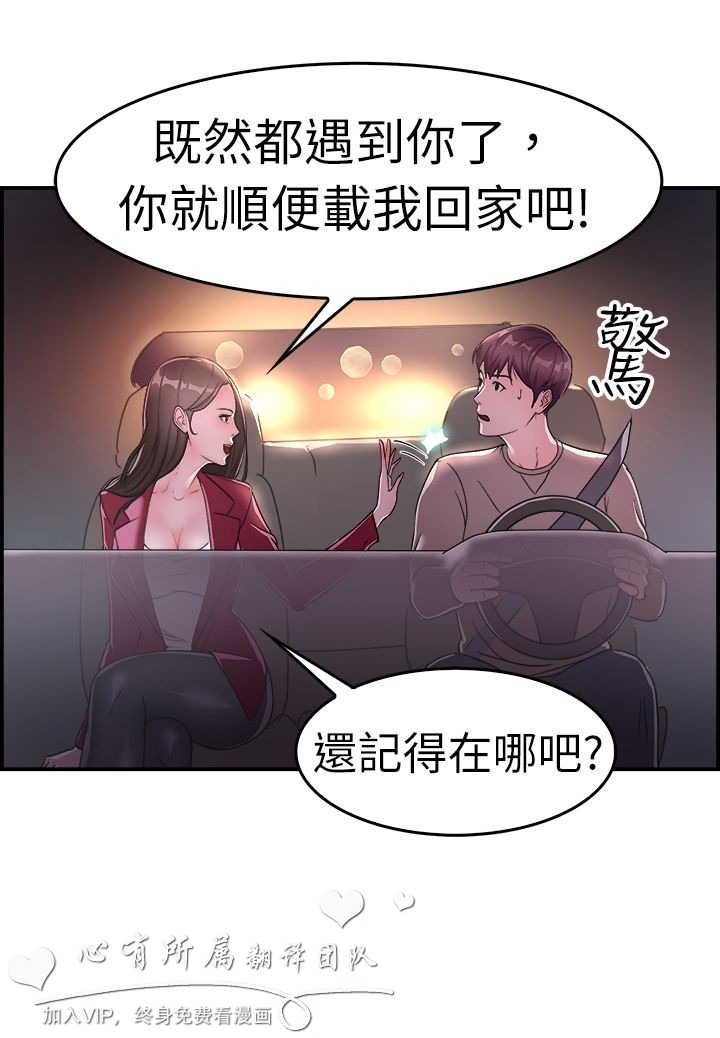 既然都遇到你了，
你就順便載我回家吧!
驚
還記得在哪吧?
心有所属翻译团队
加入VIP，终身免费看漫画